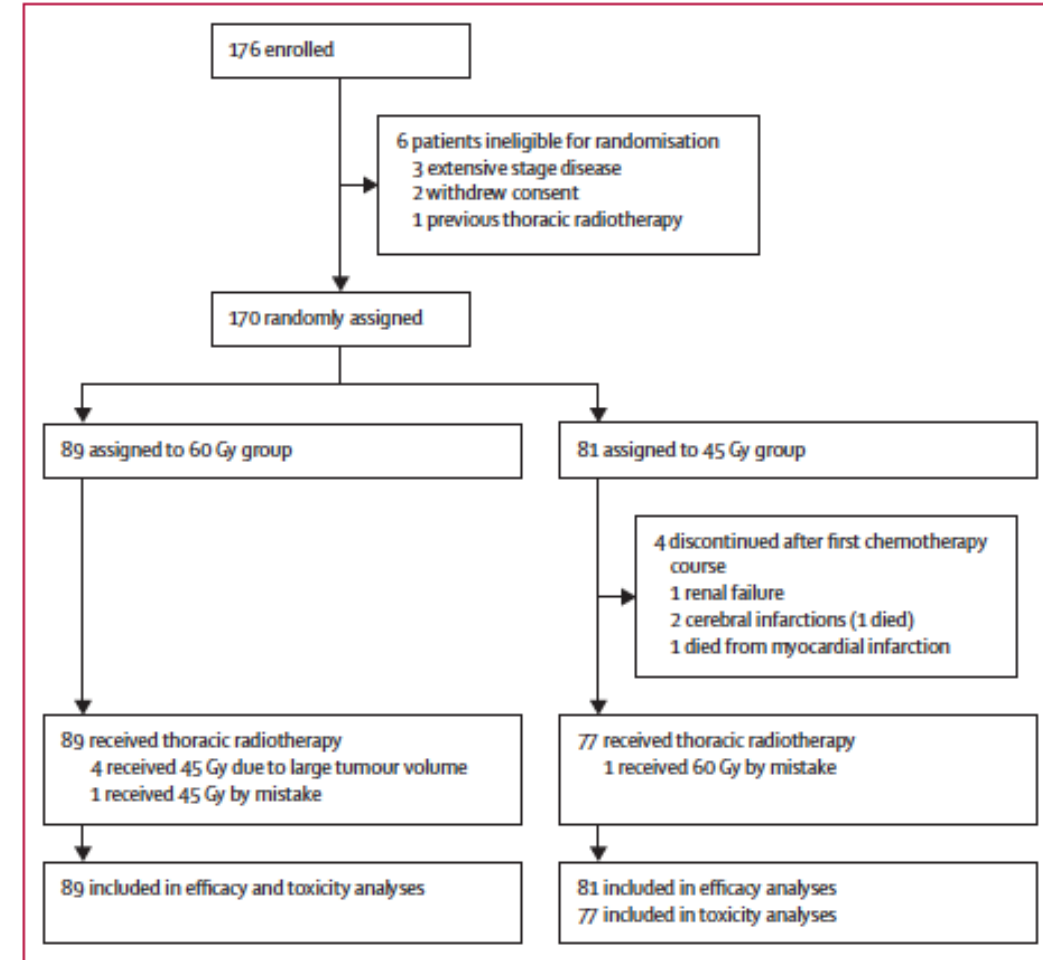 176 enrolled
6 patients ineligible for randomisation
3 extensive stage disease
2 withdrew consent
1 previous thoracic radiotherapy
170 randomly assigned
89 assigned to 60 Gy group
81 assigned to 45 Gy group
4 discontinued after first chemotherapy
course
1 renal failure
2 cerebral infarctions (1 died)
1 died from myocardial infarction
89 received thoracic radiotherapy
4 received 45 Gy due to large tumour volume
1 received 45 Gy by mistake
77 received thoracic radiotherapy
1 received 60 Gy by mistake
89 included in efficacy and toxicity analyses
81 included in efficacy analyses
77 included in toxicity analyses